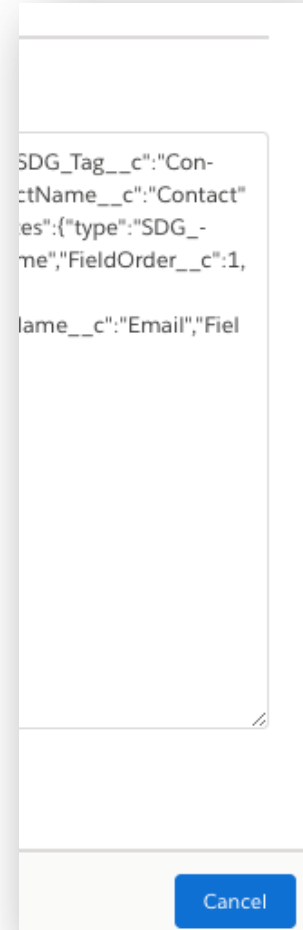 SDG_Tag__c":"Con-
ctName__c":"Contact"
es":{"type":"SDG_-
me","FieldOrder__c":1,
lame__c":"Email","Fiel
Cancel